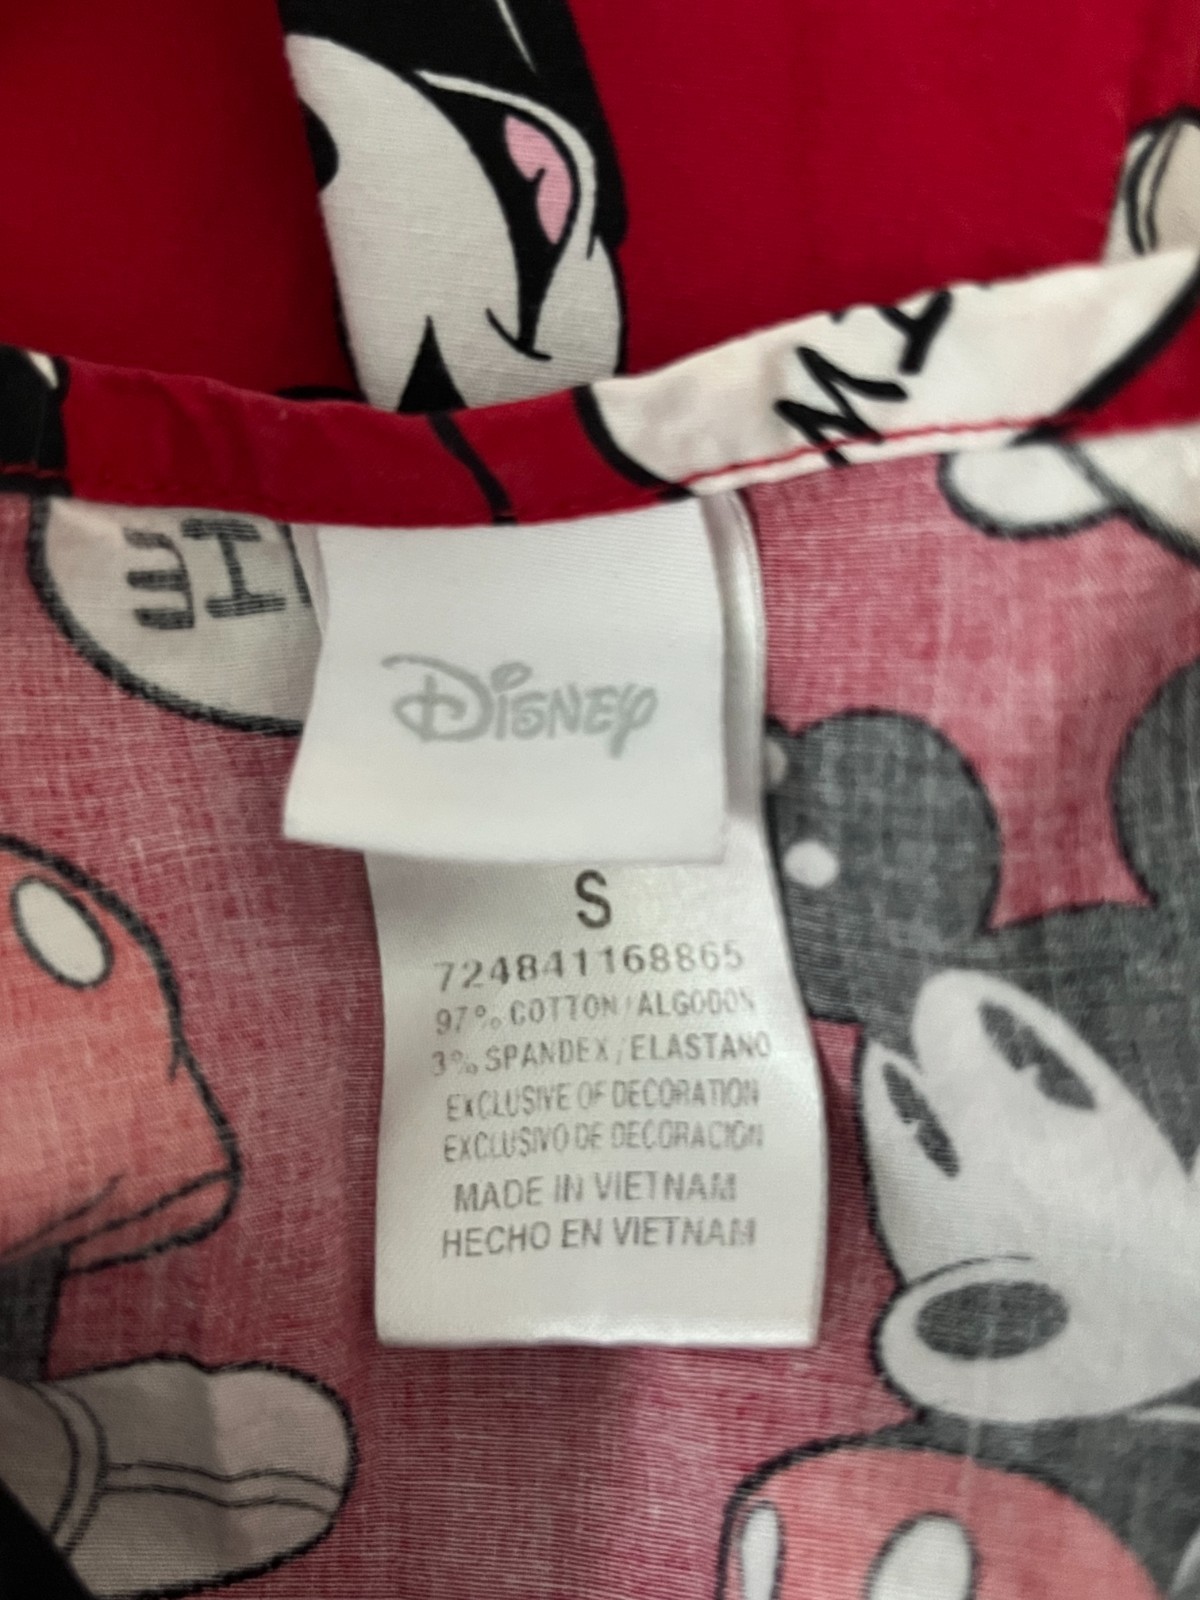 DISNEY
S
724841168865
97% COTTON/ALGODON
3% SPANDEX/ELASTANO
EXCLUSIVE OF DECORATION
EXCLUSIVO DE DECORACION
MADE IN VIETNAM
HECHO EN VIETNAM